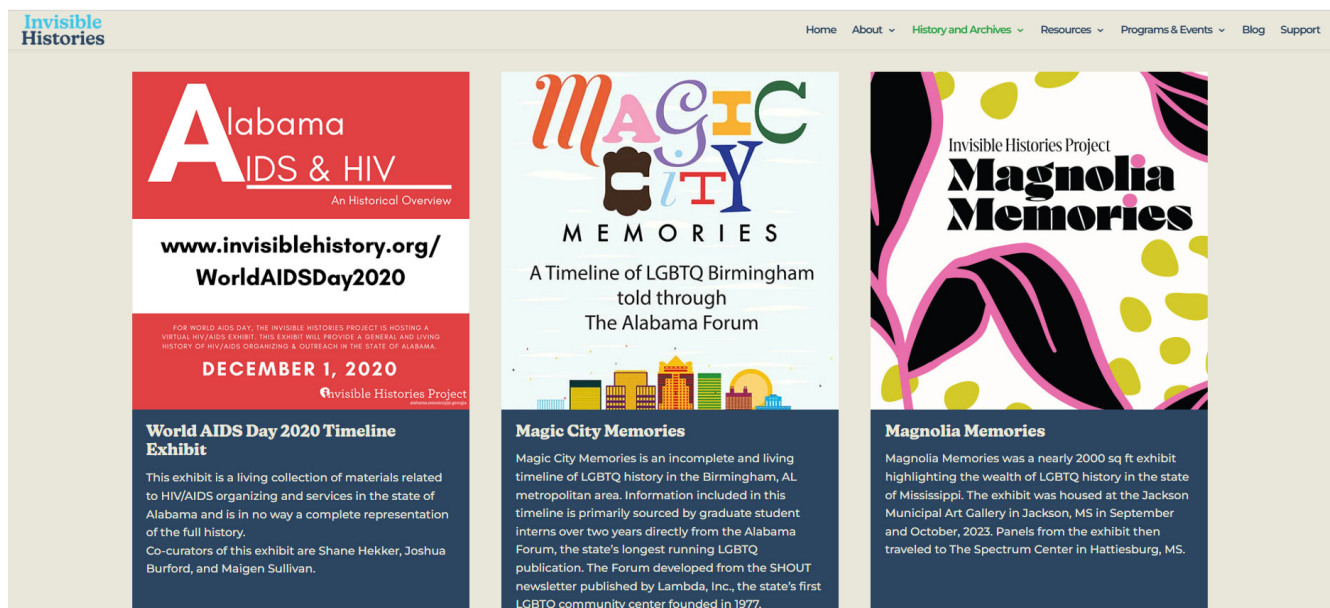 Invisible
Histories
Home About History and Archives Resources Programs & Events Blog Support
Alabama
AIDS & HIV
An Historical Overview
www.invisiblehistory.org/
WorldAIDSDay2020
FOR WORLD AIDS DAY, THE INVISIBLE HISTORIES PROJECT IS HOSTING A
VIRTUAL HIV/AIDS EXHIBIT. THIS EXHIBIT WILL PROVIDE A GENERAL AND LIVING
HISTORY OF HIV/AIDS ORGANIZING & OUTREACH IN THE STATE OF ALABAMA.
DECEMBER 1, 2020
Invisible Histories Project
World AIDS Day 2020 Timeline
Exhibit
This exhibit is a living collection of materials related
to HIV/AIDS organizing and services in the state of
Alabama and is in no way a complete representation
of the full history.
Co-curators of this exhibit are Shane Hekker, Joshua
Burford, and Maigen Sullivan.
MAGIC
CiTY
MEMORIES
A Timeline of LGBTQ Birmingham
told through
The Alabama Forum
Magic City Memories
Magic City Memories is an incomplete and living
timeline of LGBTQ history in the Birmingham, AL
metropolitan area. Information included in this
timeline is primarily sourced by graduate student
interns over two years directly from the Alabama
Forum, the state's longest running LGBTQ
publication. The Forum developed from the SHOUT
newsletter published by Lambda, Inc., the state's first
LGBTQ community center founded in 1977.
Invisible Histories Project
Magnolia
Memories
Magnolia Memories
Magnolia Memories was a nearly 2000 sq ft exhibit
highlighting the wealth of LGBTQ history in the state
of Mississippi. The exhibit was housed at the Jackson
Municipal Art Gallery in Jackson, MS in September
and October, 2023. Panels from the exhibit then
traveled to The Spectrum Center in Hattiesburg, MS.